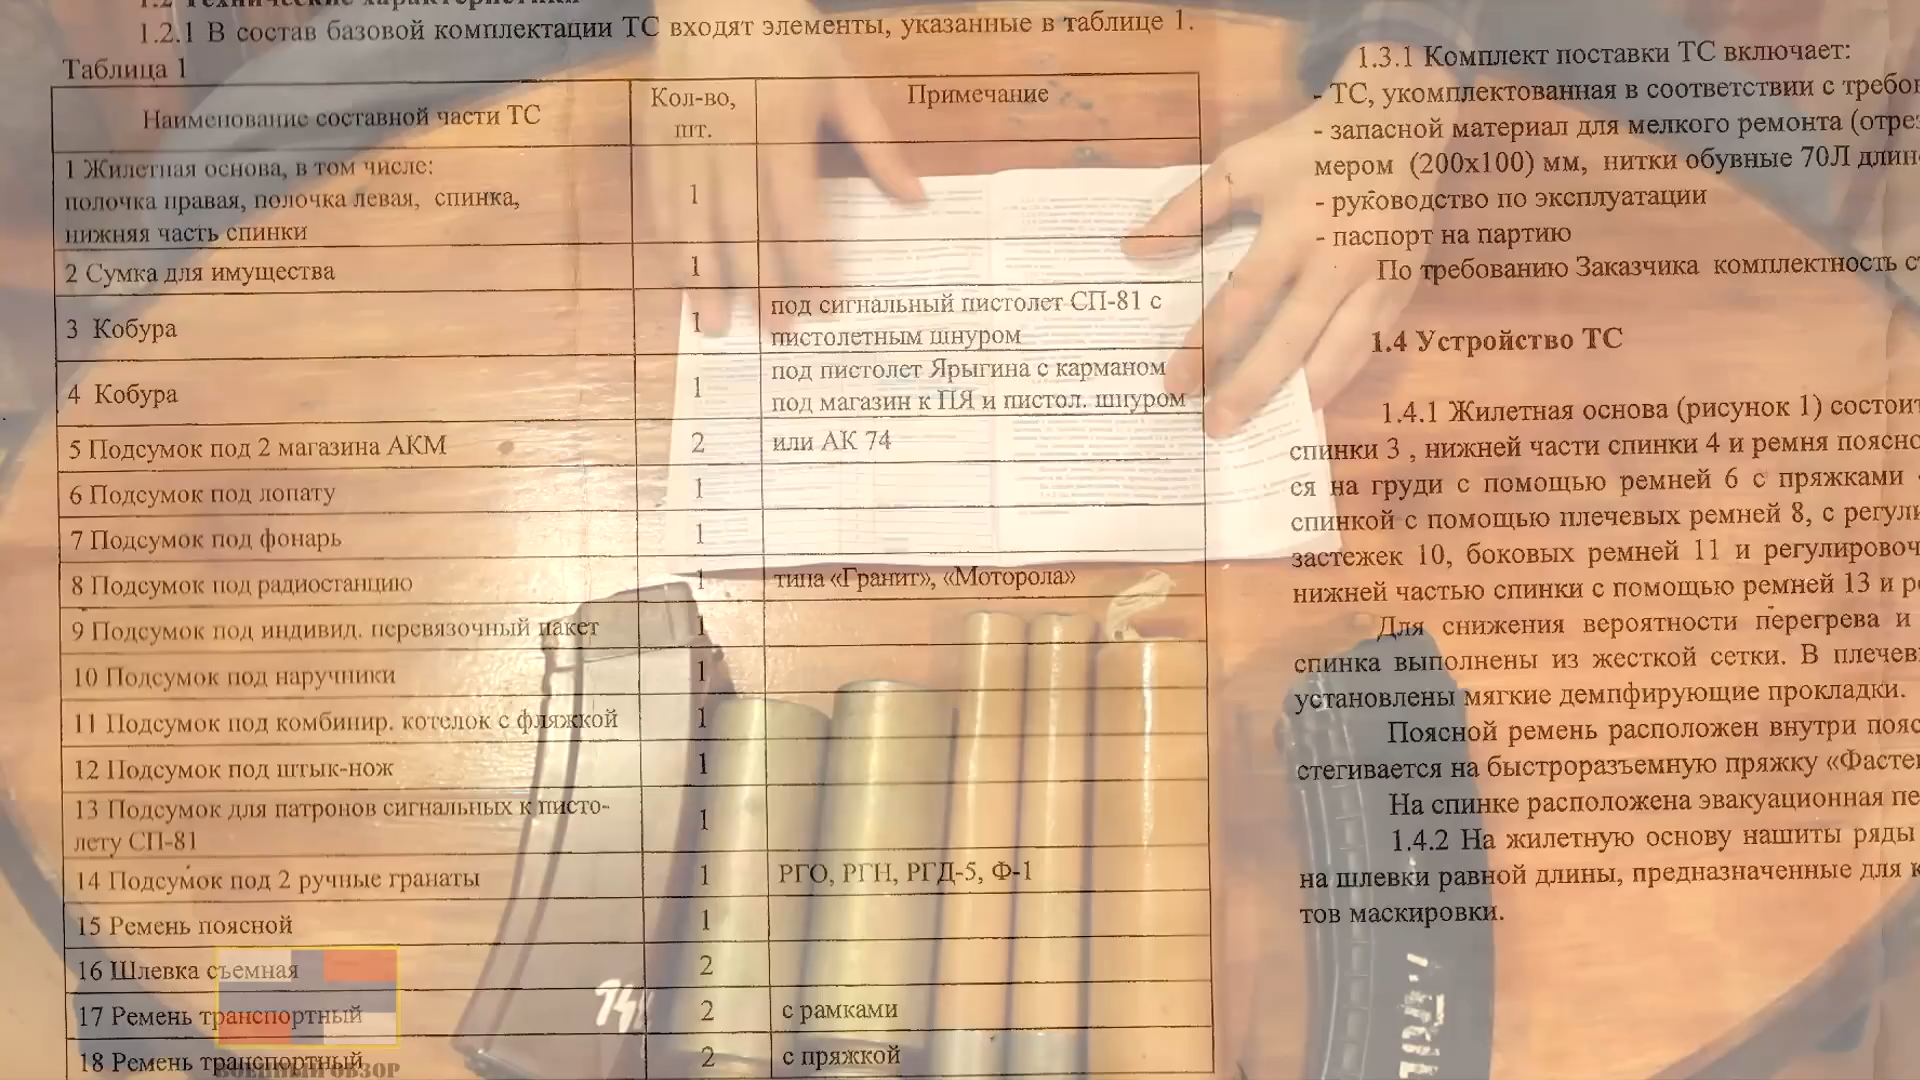 1.2 Технические характеристики
1.2.1 В состав базовой комплектации ТС входят элементы, указанные в таблице 1.
Таблица 1
Наименование составной части ТС
Кол-во,
шт.
Примечание
1 Жилетная основа, в том числе:
полочка правая, полочка левая, спинка,
нижняя часть спинки
1
2 Сумка для имущества
1
3 Кобура
1
под сигнальный пистолет СП-81 с
пистолетным шнуром
4 Кобура
1
под пистолет Ярыгина с карманом
под магазин к ПЯ и пистол. шнуром
5 Подсумок под 2 магазина АКМ
2
или АК 74
6 Подсумок под лопату
1
7 Подсумок под фонарь
1
8 Подсумок под радиостанцию
1
типа «Гранит», «Моторола»
9 Подсумок под индивид. перевязочный пакет
1
10 Подсумок под наручники
1
11 Подсумок под комбинир. котелок с фляжкой
1
12 Подсумок под штык-нож
1
13 Подсумок для патронов сигнальных к писто-
лету СП-81
1
14 Подсумок под 2 ручные гранаты
1
РГО, РГН, РГД-5, Ф-1
15 Ремень поясной
1
16 Шлевка съемная
2
17 Ремень транспортный
2
с рамками
18 Ремень транспортный
2
с пряжкой
1.3.1 Комплект поставки ТС включает:
- ТС, укомплектованная в соответствии с требо
- запасной материал для мелкого ремонта (отре
мером (200х100) мм, нитки обувные 70Л длин
- руководство по эксплуатации
- паспорт на партию
По требованию Заказчика комплектность
1.4 Устройство ТС
1.4.1 Жилетная основа (рисунок 1) состоит
спинки 3 , нижней части спинки 4 и ремня поясно
ся на груди с помощью ремней 6 с пряжками
спинкой с помощью плечевых ремней 8, с регули
застежек 10, боковых ремней 11 и регулировоч
нижней частью спинки с помощью ремней 13 и р
Для снижения вероятности перегрева и
спинка выполнены из жесткой сетки. В плечев
установлены мягкие демпфирующие прокладки.
Поясной ремень расположен внутри пояс
стегивается на быстроразъемную пряжку «Фасте
На спинке расположена эвакуационная пе
1.4.2 На жилетную основу нашиты ряды
на шлевки равной длины, предназначенные для к
тов маскировки.
ВОЕННЫЙ ОБЗОР